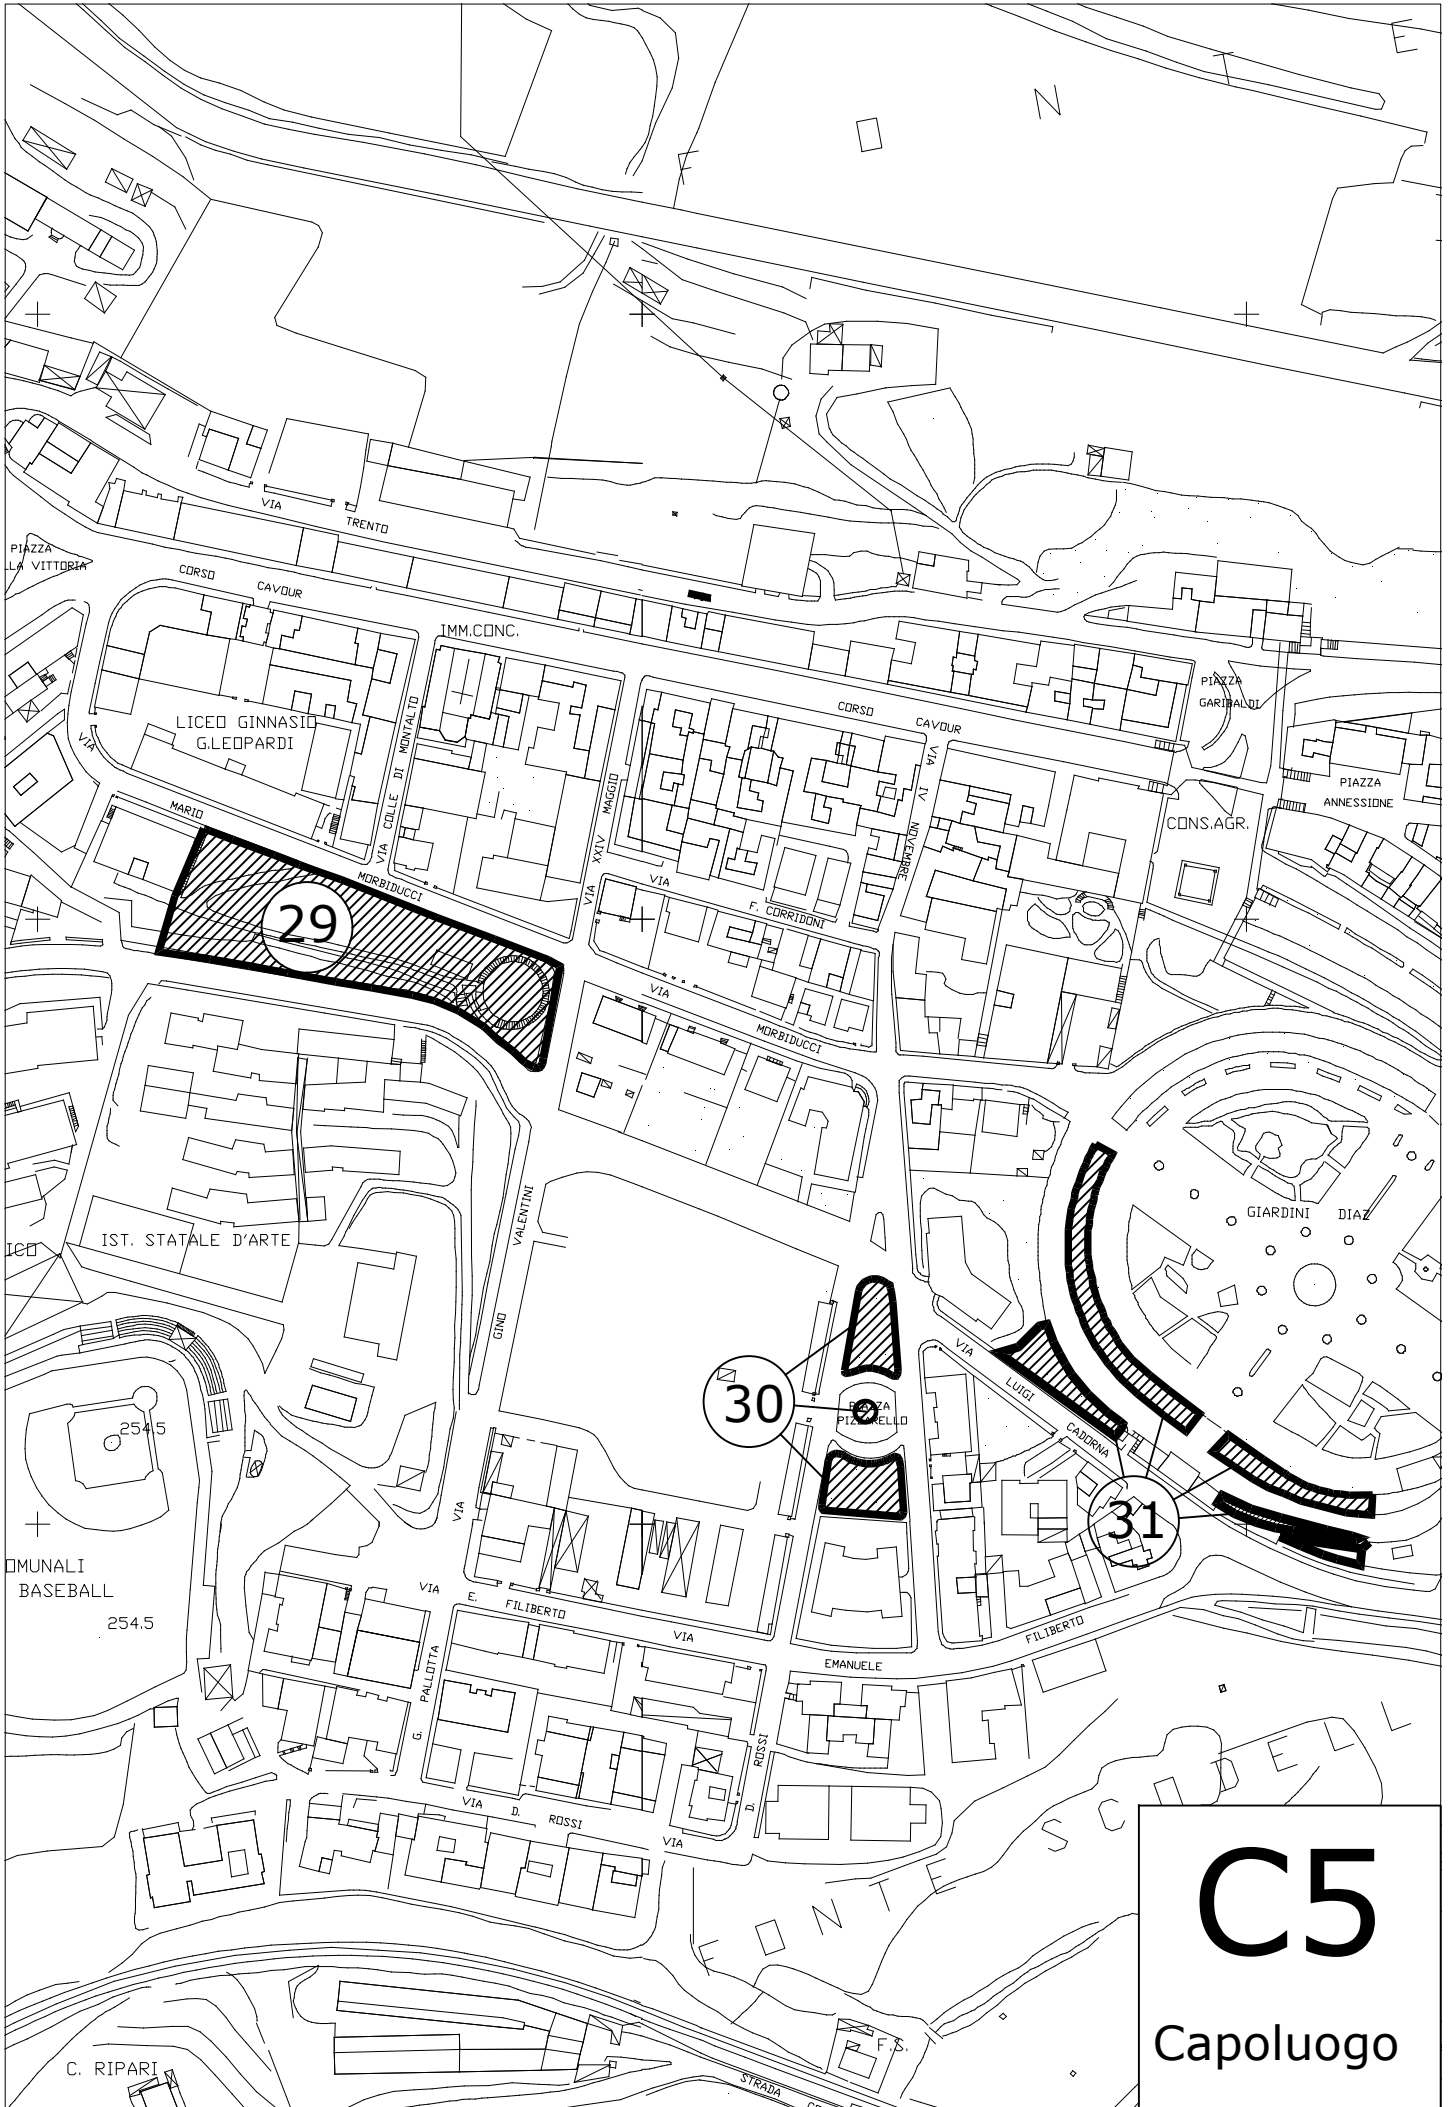 F N T E
VIA TRENTO
PIAZZA
LLA VITTORIA
CORSO CAVOUR
IMM.CONC.
LICEO GINNASIO
G.LEOPARDI
VIA MARIO MORBIDUCCI
VIA COLLE DI MONTALTO
VIA XXIV MAGGIO
CORSO CAVOUR
VIA IV NOVEMBRE
PIAZZA
GARIBALDI
PIAZZA
ANNESSIONE
CONS.AGR.
VIA F. CORRIDONI
29
VIA MORBIDUCCI
GIARDINI DIAZ
IST. STATALE D'ARTE
ICO
GINO VALENTINI
VIA
30
PIAZZA
PIZZARELLO
VIA LUIGI CADORNA
31
254.5
OMUNALI
BASEBALL
254.5
VIA E. FILIBERTO
VIA EMANUELE FILIBERTO
G. PALLOTTA
VIA D. ROSSI
VIA D. ROSSI
FONTE SCODELL
C. RIPARI
F.S.
STRADA
C5
Capoluogo